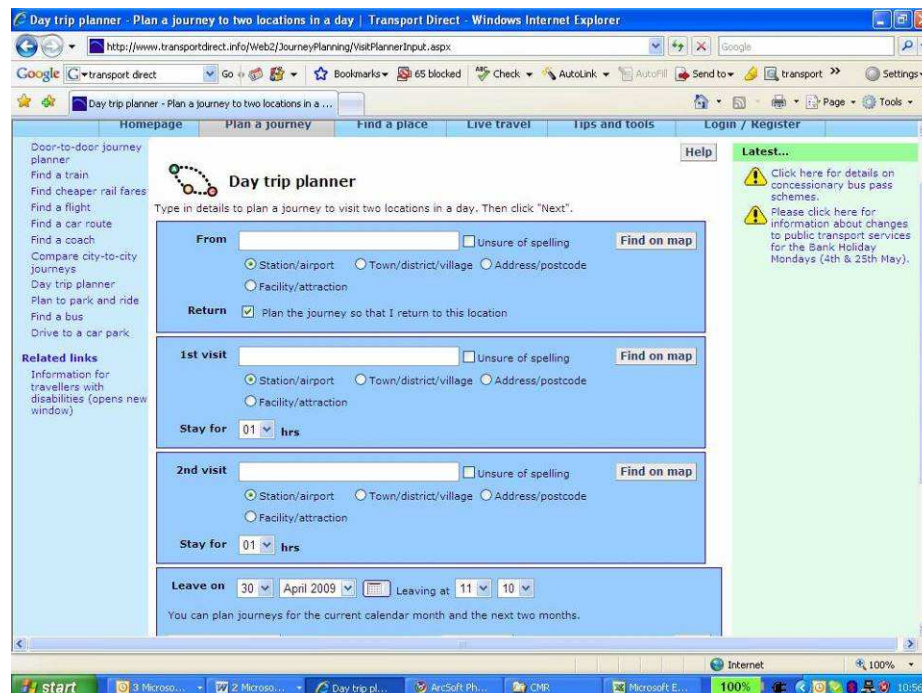 Day trip planner - Plan a journey to two locations in a day | Transport Direct - Windows Internet Explorer
http://www.transportdirect.info/Web2/JourneyPlanning/VisitPlannerInput.aspx
Google
Google transport direct Go Bookmarks 65 blocked Check AutoLink AutoFill Send to transport Settings
Day trip planner - Plan a journey to two locations in a ... Page Tools
Homepage Plan a journey Find a place Live travel Tips and tools Login / Register
Door-to-door journey
planner
Find a train
Find cheaper rail fares
Find a flight
Find a car route
Find a coach
Compare city-to-city
journeys
Day trip planner
Plan to park and ride
Find a bus
Drive to a car park
Related links
Information for
travellers with
disabilities (opens new
window)
Help
Day trip planner
Type in details to plan a journey to visit two locations in a day. Then click "Next".
From Unsure of spelling Find on map
Station/airport Town/district/village Address/postcode
Facility/attraction
Return Plan the journey so that I return to this location
1st visit Unsure of spelling Find on map
Station/airport Town/district/village Address/postcode
Facility/attraction
Stay for 01 hrs
2nd visit Unsure of spelling Find on map
Station/airport Town/district/village Address/postcode
Facility/attraction
Stay for 01 hrs
Leave on 30 April 2009 Leaving at 11 10
You can plan journeys for the current calendar month and the next two months.
Latest...
Click here for details on
concessionary bus pass
schemes.
Please click here for
information about changes
to public transport services
for the Bank Holiday
Mondays (4th & 25th May).
Internet 100%
start 3 Microso... 2 Microso... Day trip pl... ArcSoft Ph... CMR Microsoft E... 100%